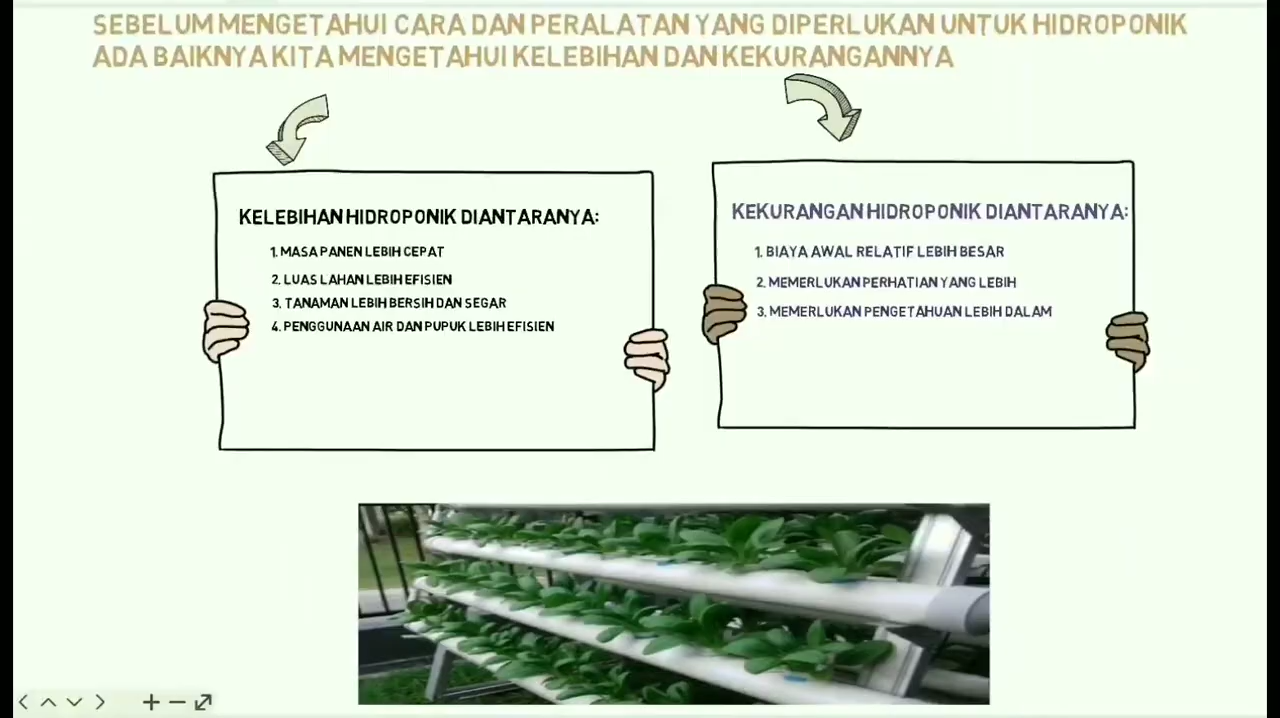 SEBELUM MENGETAHUI CARA DAN PERALATAN YANG DIPERLUKAN UNTUK HIDROPONIK
ADA BAIKNYA KITA MENGETAHUI KELEBIHAN DAN KEKURANGANNYA
KELEBIHAN HIDROPONIK DIANTARANYA:
1. MASA PANEN LEBIH CEPAT
2. LUAS LAHAN LEBIH EFISIEN
3. TANAMAN LEBIH BERSIH DAN SEGAR
4. PENGGUNAAN AIR DAN PUPUK LEBIH EFISIEN
KEKURANGAN HIDROPONIK DIANTARANYA:
1. BIAYA AWAL RELATIF LEBIH BESAR
2. MEMERLUKAN PERHATIAN YANG LEBIH
3. MEMERLUKAN PENGETAHUAN LEBIH DALAM